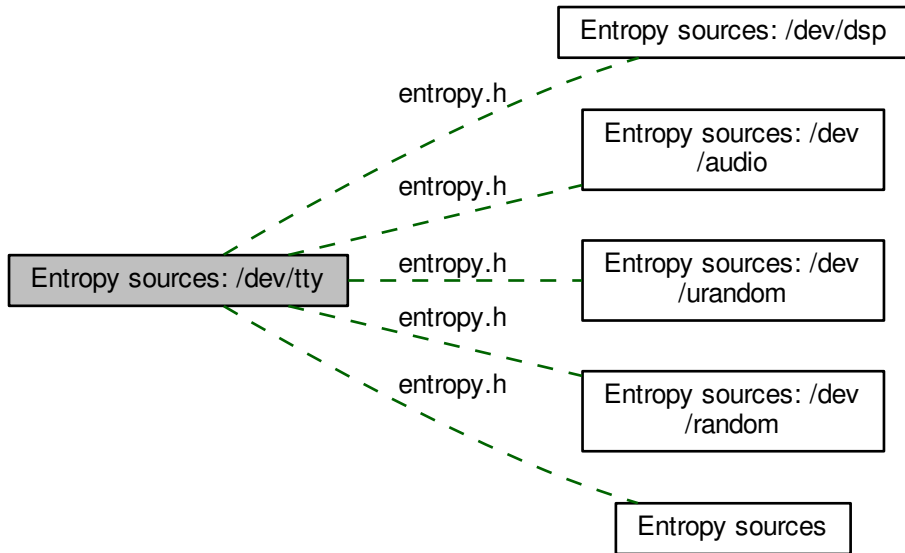 Entropy sources: /dev/dsp
entropy.h
Entropy sources: /dev
/audio
entropy.h
Entropy sources: /dev/tty
entropy.h
Entropy sources: /dev
/urandom
entropy.h
Entropy sources: /dev
/random
entropy.h
Entropy sources